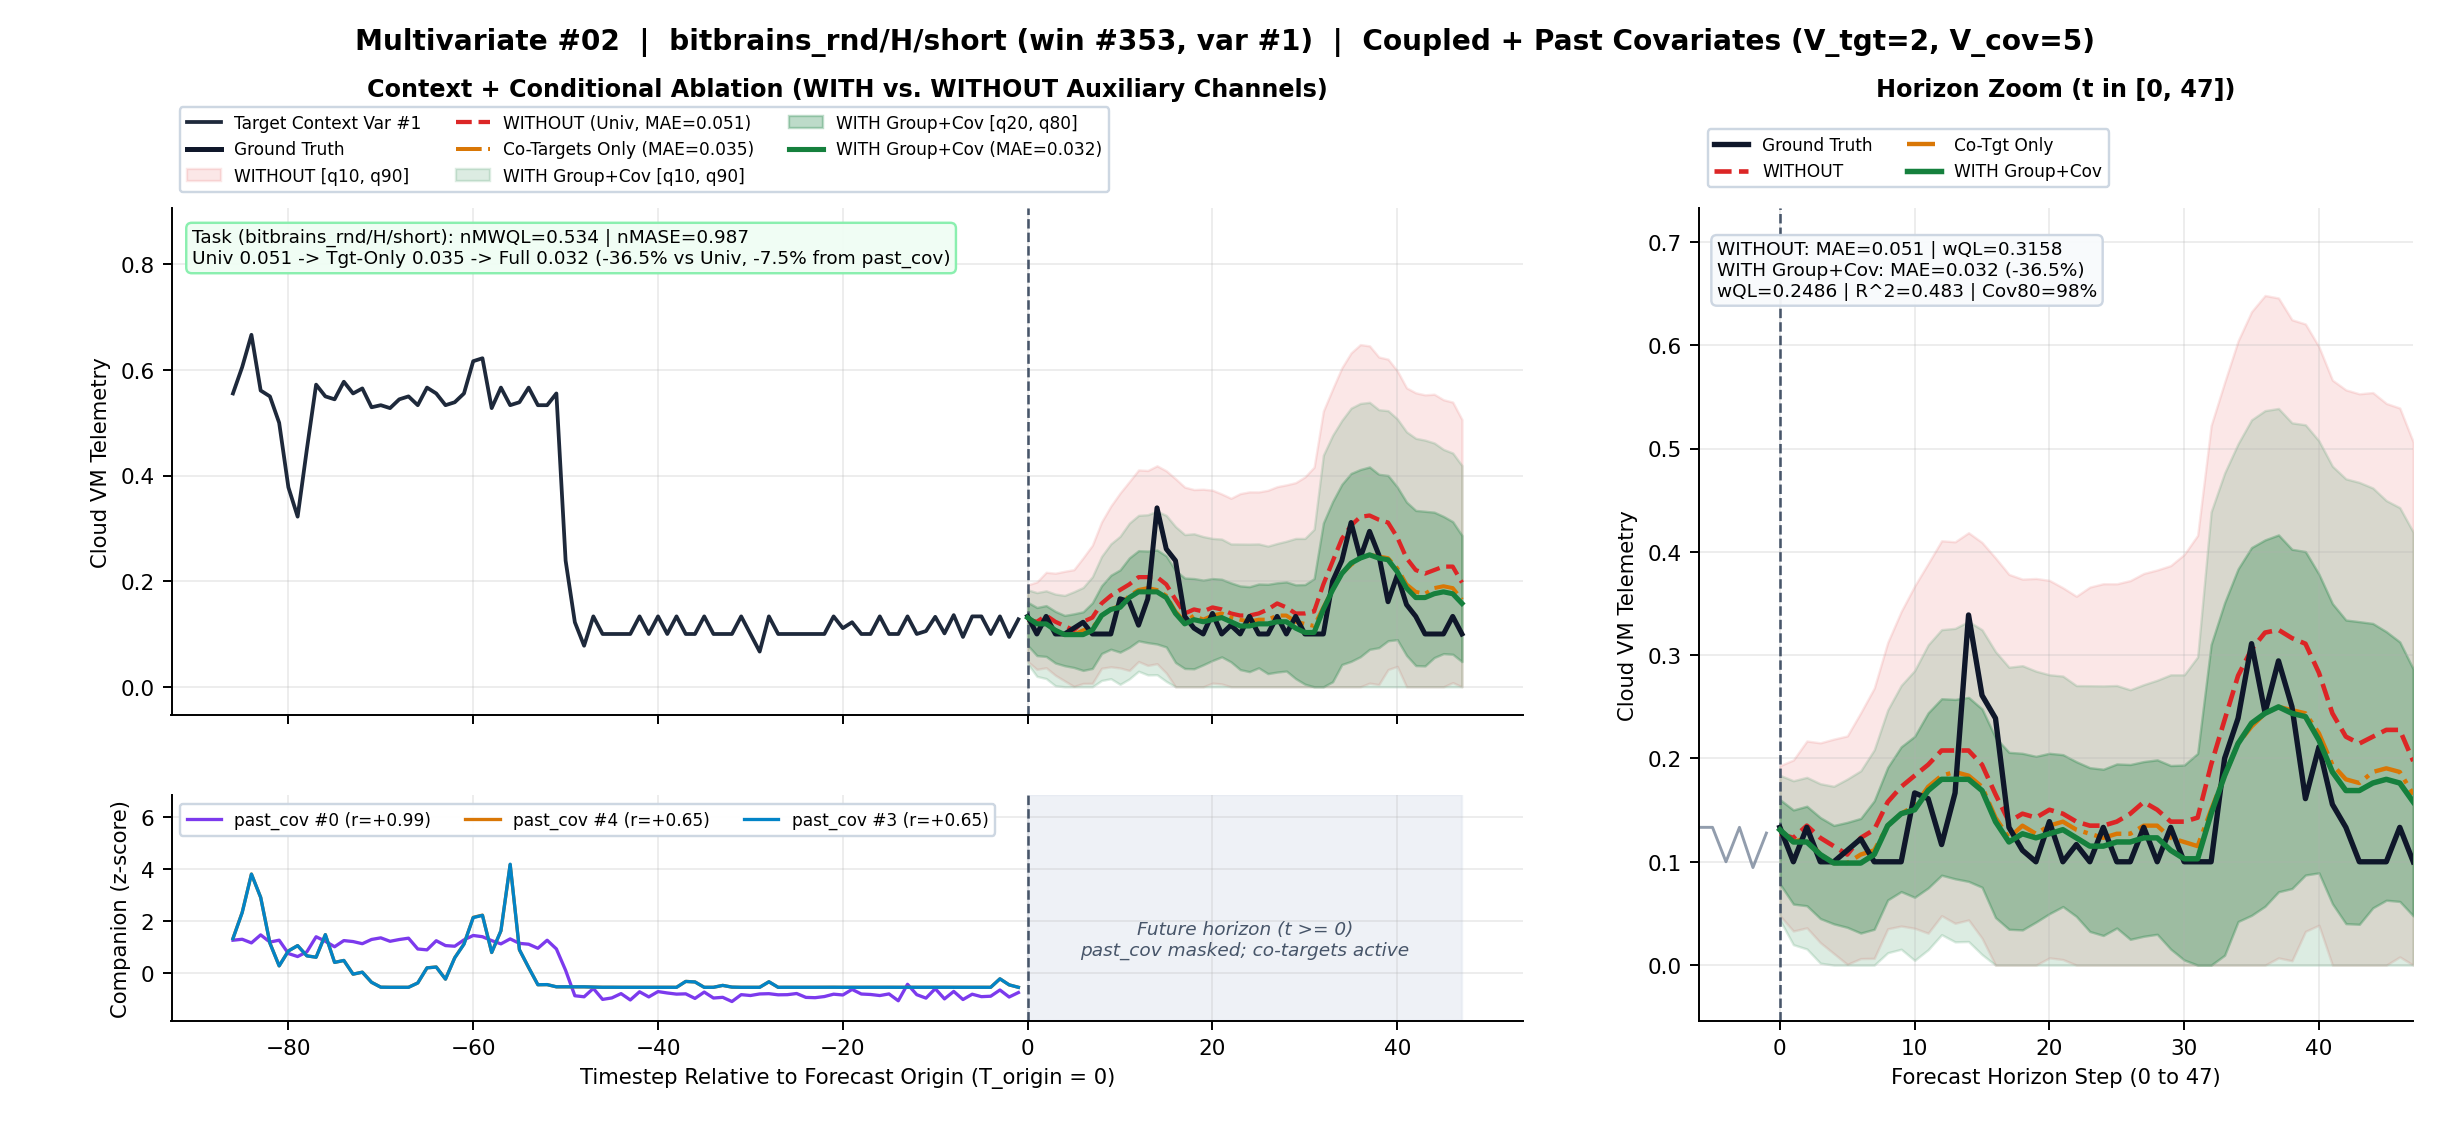 Multivariate #02 | bitbrains_rnd/H/short (win #353, var #1) | Coupled + Past Covariates (V_tgt=2, V_cov=5)
Context + Conditional Ablation (WITH vs. WITHOUT Auxiliary Channels)
Target Context Var #1
Ground Truth
WITHOUT [q10, q90]
WITHOUT (Univ, MAE=0.051)
Co-Targets Only (MAE=0.035)
WITH Group+Cov [q10, q90]
WITH Group+Cov [q20, q80]
WITH Group+Cov (MAE=0.032)
Task (bitbrains_rnd/H/short): nMWQL=0.534 | nMASE=0.987
Univ 0.051 -> Tgt-Only 0.035 -> Full 0.032 (-36.5% vs Univ, -7.5% from past_cov)
Cloud VM Telemetry
0.8
0.6
0.4
0.2
0.0
past_cov #0 (r=+0.99)
past_cov #4 (r=+0.65)
past_cov #3 (r=+0.65)
Future horizon (t >= 0)
past_cov masked; co-targets active
Companion (z-score)
6
4
2
0
−80
−60
−40
−20
0
20
40
Timestep Relative to Forecast Origin (T_origin = 0)
Horizon Zoom (t in [0, 47])
Ground Truth
WITHOUT
Co-Tgt Only
WITH Group+Cov
WITHOUT: MAE=0.051 | wQL=0.3158
WITH Group+Cov: MAE=0.032 (-36.5%)
wQL=0.2486 | R^2=0.483 | Cov80=98%
Cloud VM Telemetry
0.7
0.6
0.5
0.4
0.3
0.2
0.1
0.0
0
10
20
30
40
Forecast Horizon Step (0 to 47)